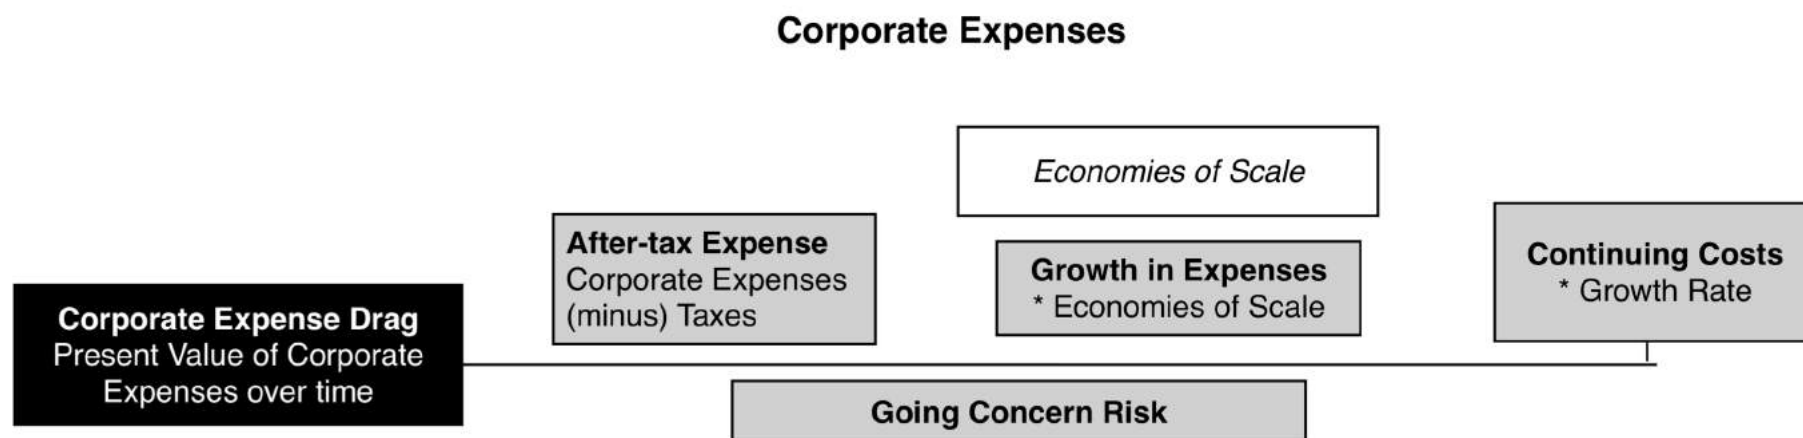 Corporate Expenses
Economies of Scale
After-tax Expense
Corporate Expenses
(minus) Taxes
Growth in Expenses
* Economies of Scale
Continuing Costs
* Growth Rate
Corporate Expense Drag
Present Value of Corporate
Expenses over time
Going Concern Risk